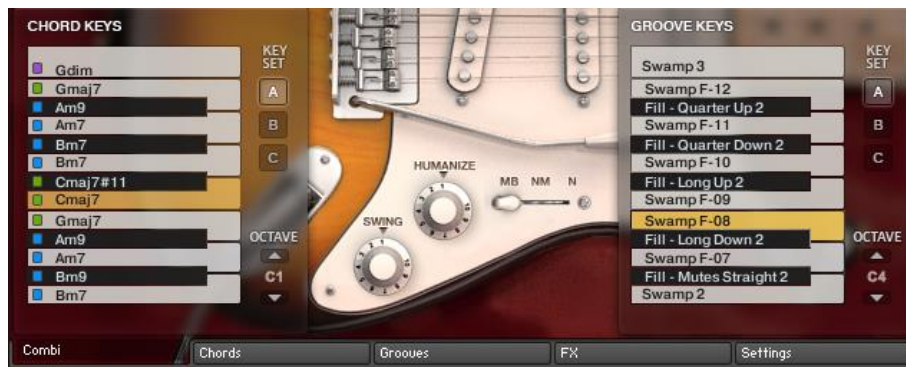 CHORD KEYS
KEY
SET
Gdim
Gmaj7
Am9
Am7
Bm7
Bm7
Cmaj7#11
Cmaj7
Gmaj7
Am9
Am7
Bm9
Bm7
A
B
C
OCTAVE
C1
HUMANIZE
SWING
MB NM N
GROOVE KEYS
KEY
SET
Swamp 3
Swamp F-12
Fill - Quarter Up 2
Swamp F-11
Fill - Quarter Down 2
Swamp F-10
Fill - Long Up 2
Swamp F-09
Swamp F-08
Fill - Long Down 2
Swamp F-07
Fill - Mutes Straight 2
Swamp 2
A
B
C
OCTAVE
C4
Combi
Chords
Grooves
FX
Settings